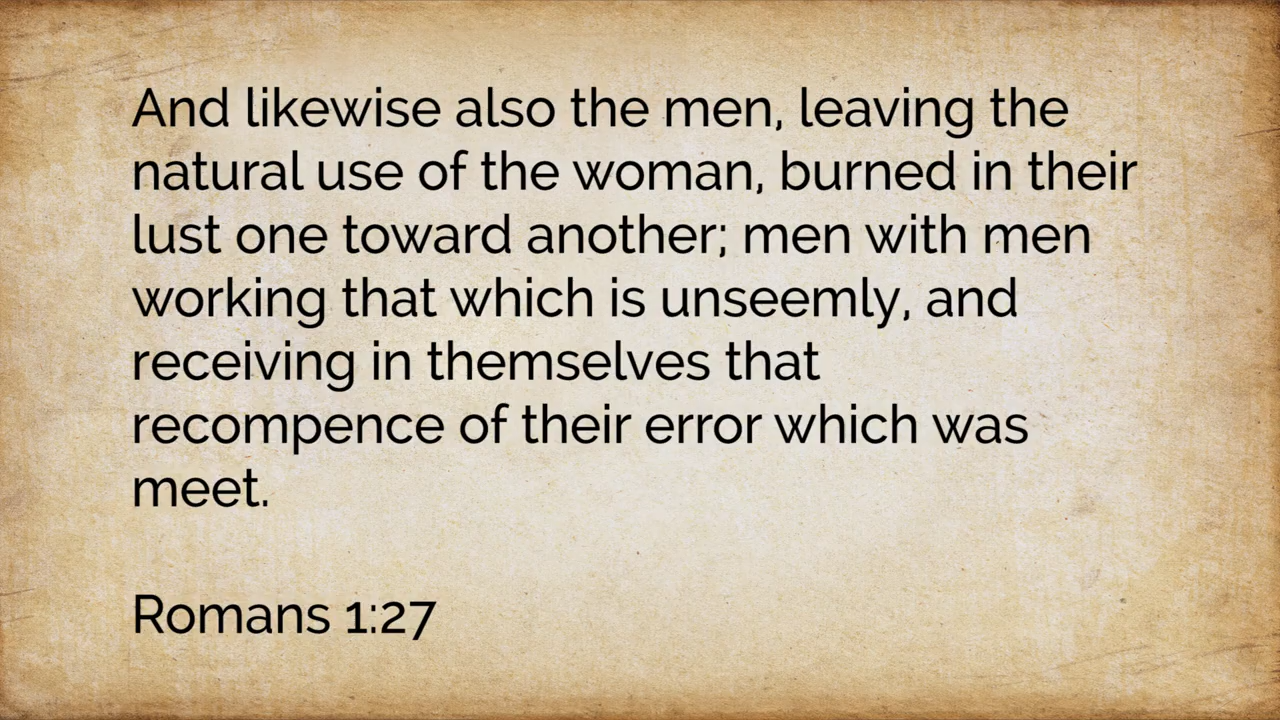 And likewise also the men, leaving the
natural use of the woman, burned in their
lust one toward another; men with men
working that which is unseemly, and
receiving in themselves that
recompence of their error which was
meet.
Romans 1:27